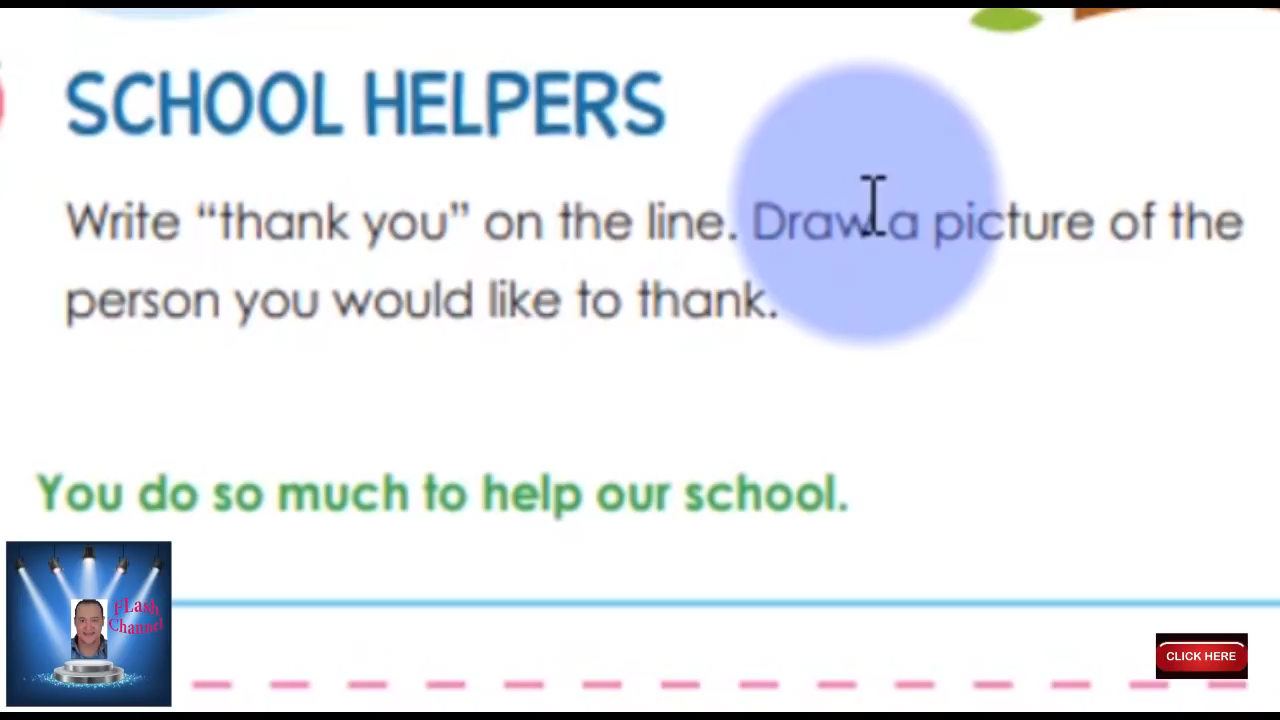 SCHOOL HELPERS
Write “thank you” on the line. Draw a picture of the
person you would like to thank.
You do so much to help our school.
FLash
Channel
CLICK HERE